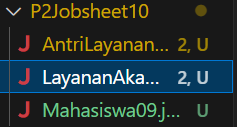 P2Jobsheet10
J AntriLayanan... 2, U
J LayananAka... 2, U
J Mahasiswa09.j... U